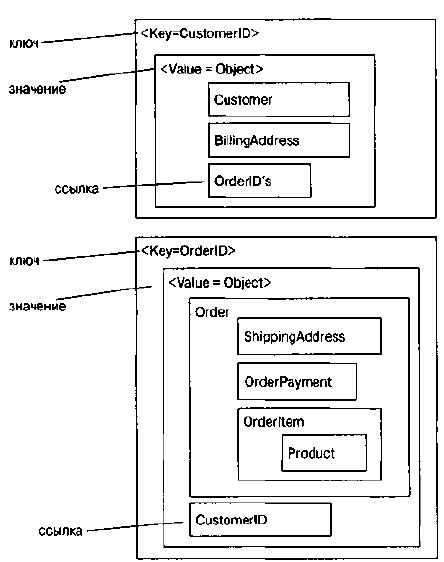 ключ
<Key=CustomerID>
значение
<Value = Object>
Customer
BillingAddress
ссылка
OrderID's
ключ
<Key=OrderID>
значение
<Value = Object>
Order
ShippingAddress
OrderPayment
OrderItem
Product
ссылка
CustomerID